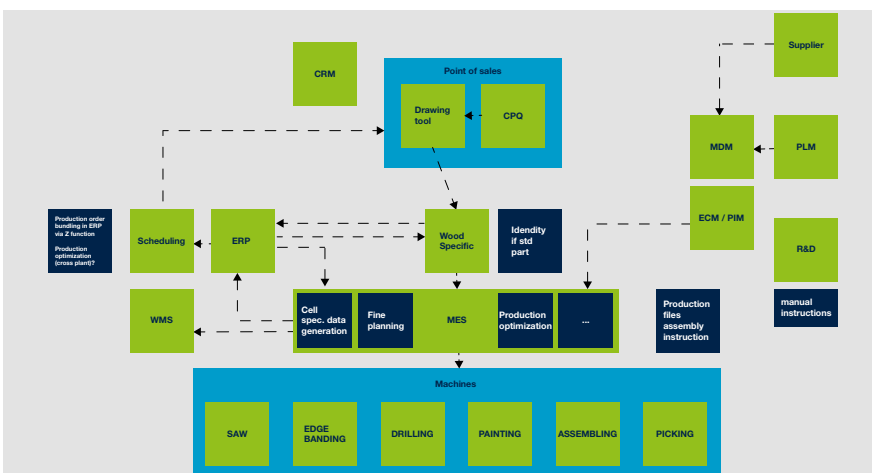 Supplier
CRM
Point of sales
Drawing
tool
CPQ
MDM
PLM
Production order
bundling in ERP
via Z function
Production
optimization
(cross plant)?
Scheduling
ERP
Wood
Specific
Idendity
if std
part
ECM / PIM
R&D
WMS
Cell
spec. data
generation
Fine
planning
MES
Production
optimization
...
Production
files
assembly
instruction
manual
instructions
Machines
SAW
EDGE
BANDING
DRILLING
PAINTING
ASSEMBLING
PICKING